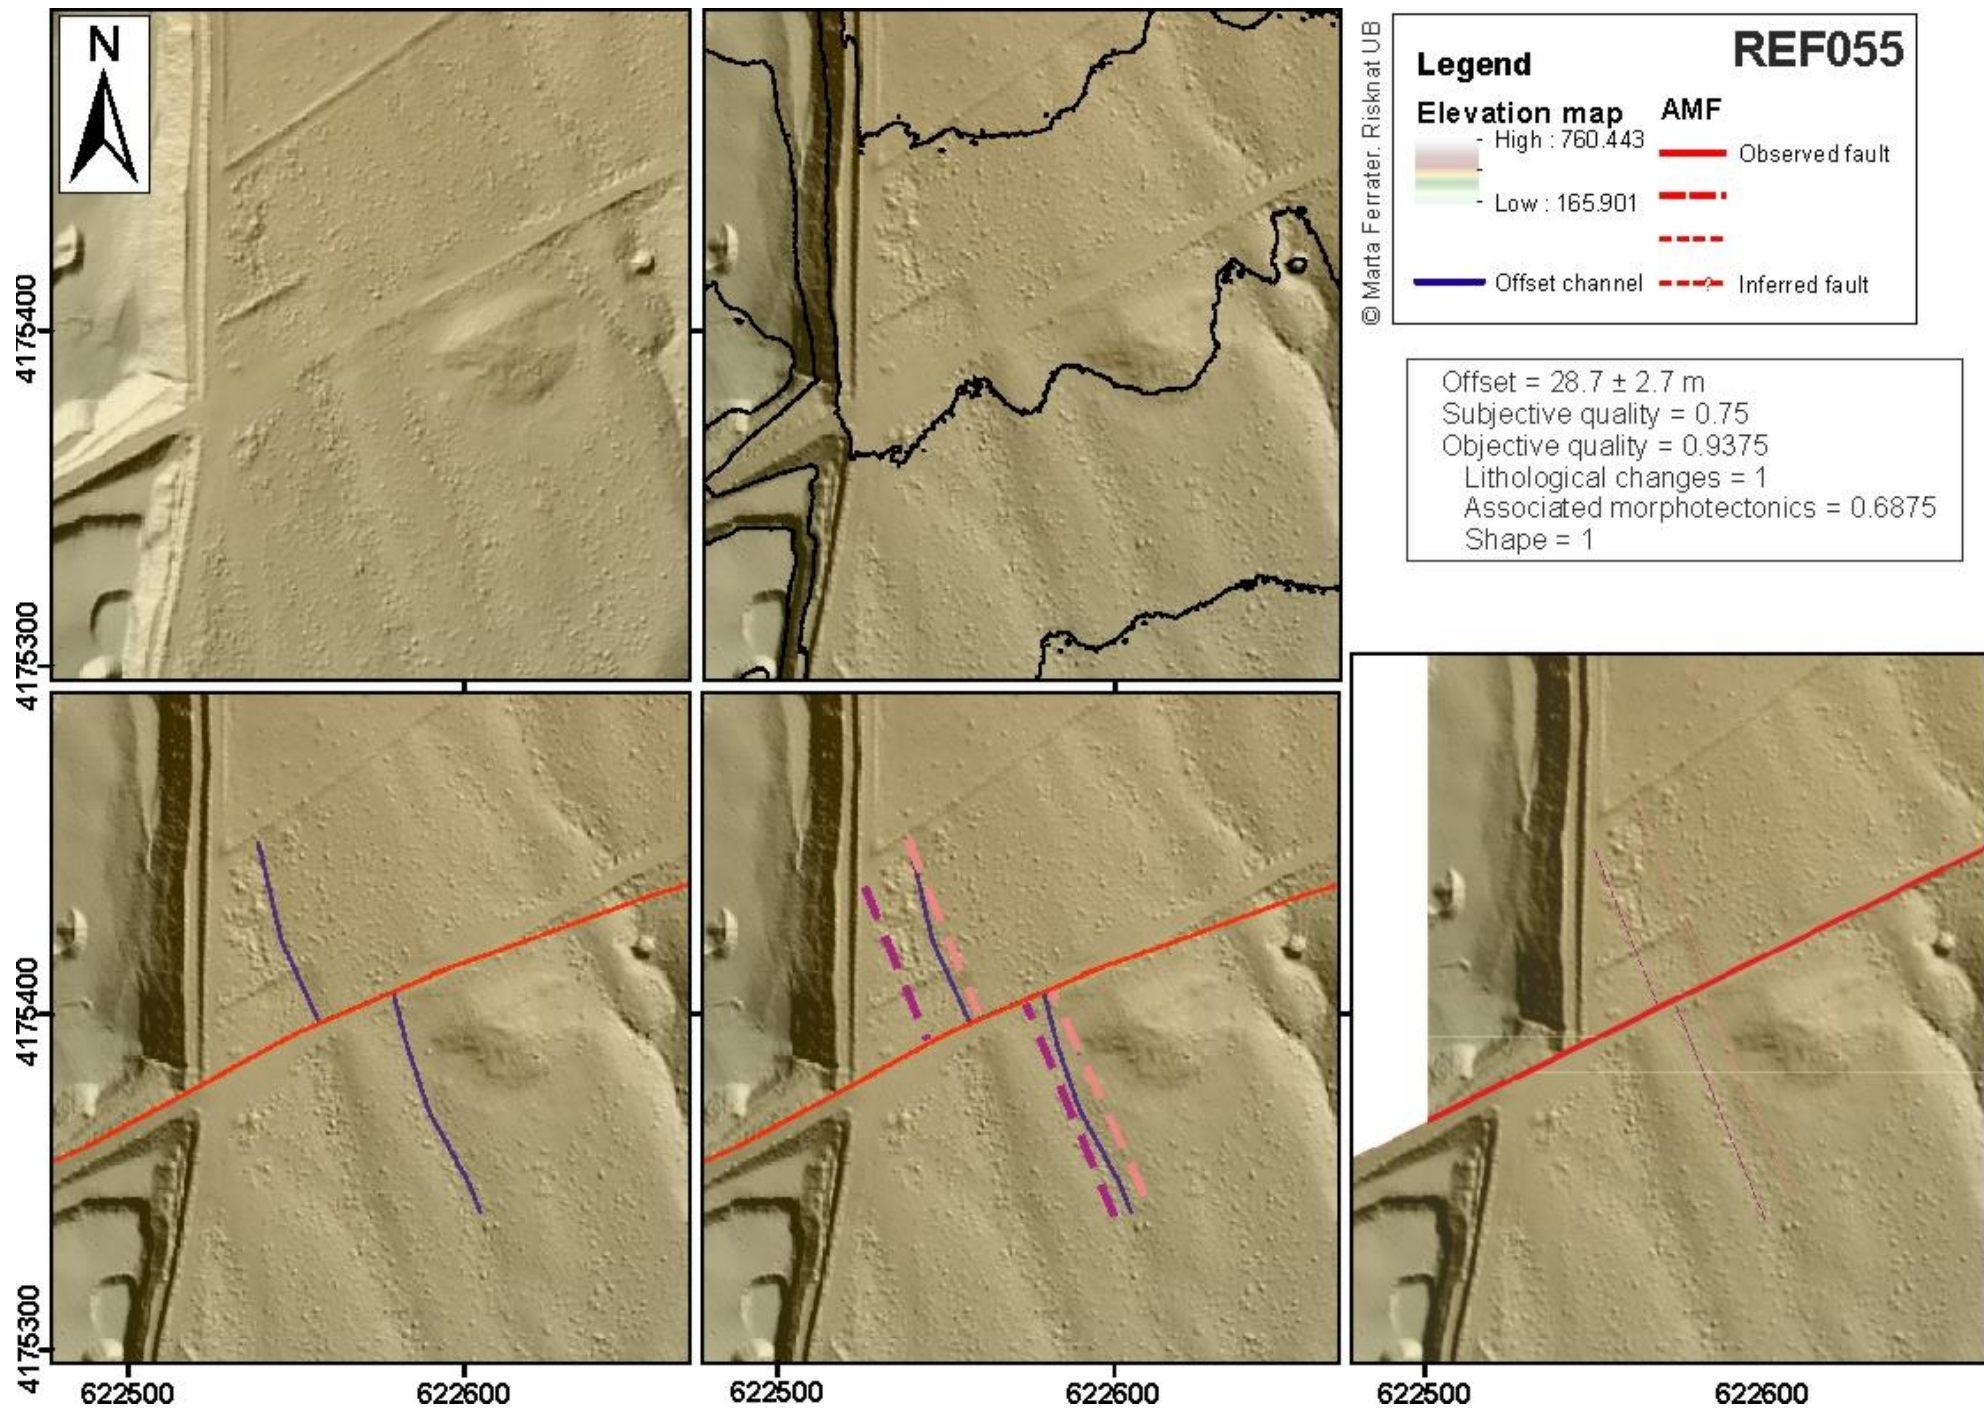 N
© Marta Ferrater. Risknat UB
Legend
REF055
Elevation map
AMF
High : 760.443
Low : 165.901
Observed fault
Offset channel
Inferred fault
Offset = 28.7 ± 2.7 m
Subjective quality = 0.75
Objective quality = 0.9375
Lithological changes = 1
Associated morphotectonics = 0.6875
Shape = 1
4175400
4175300
4175400
4175300
622500
622600
622500
622600
622500
622600